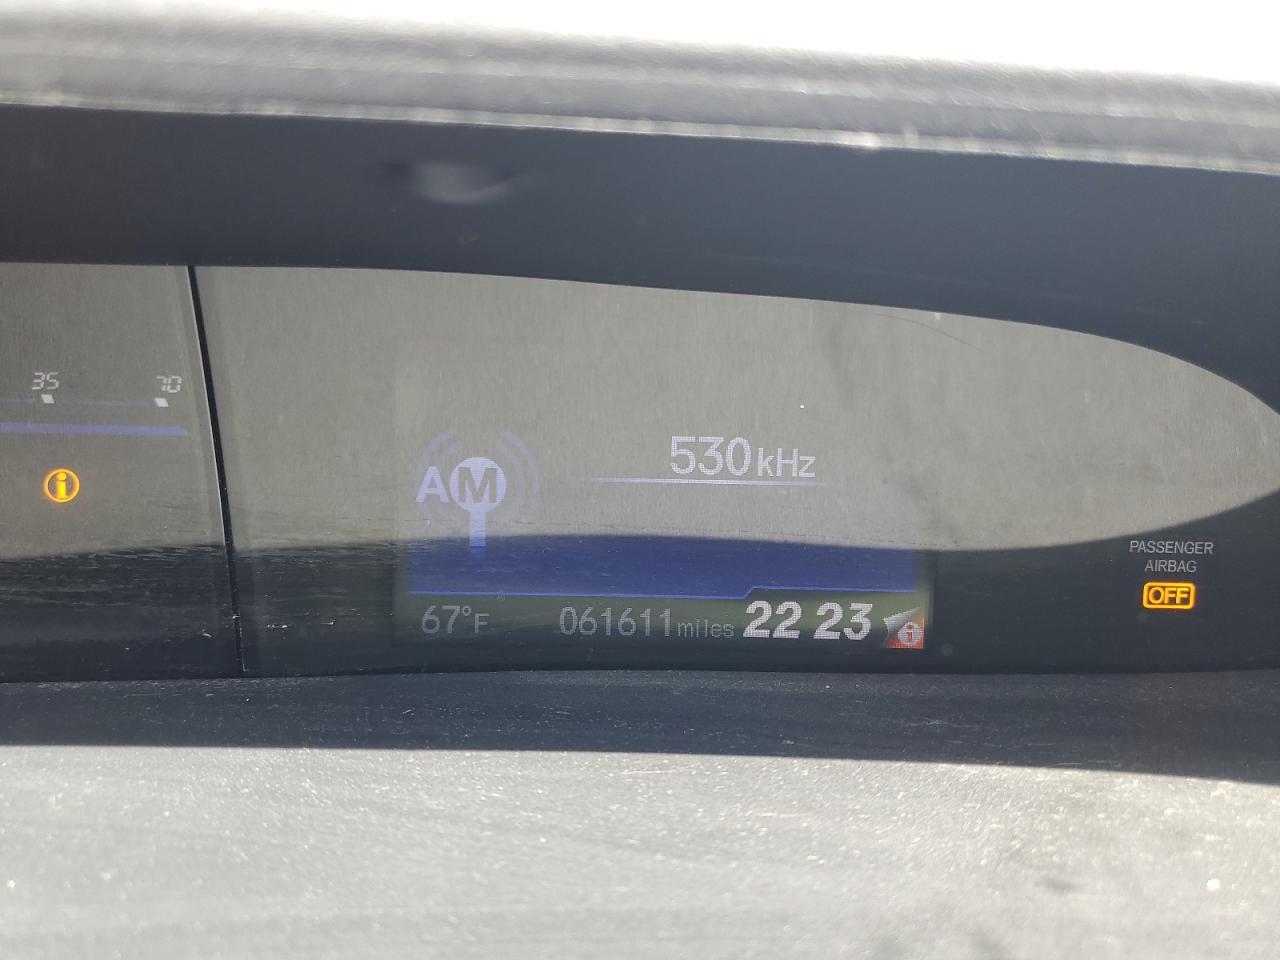 35 70
530kHz
AM
PASSENGER
AIRBAG
OFF
67°F 061611miles 22 23